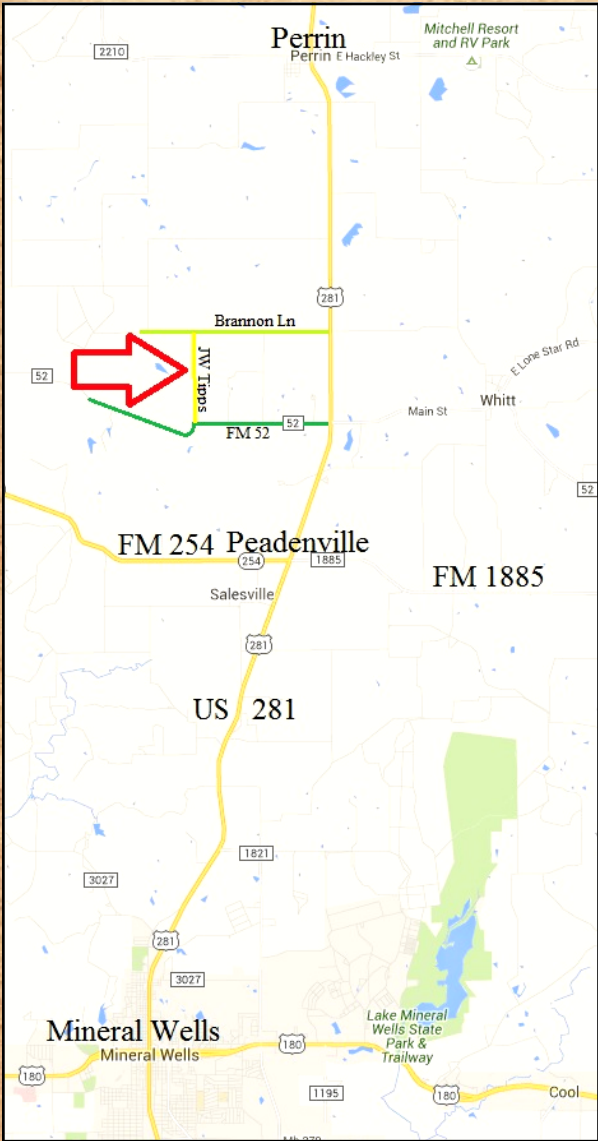 Perrin
Mitchell Resort
and RV Park
2210
Perrin
E Hackley St
281
Brannon Ln
JW Tipps
E Lone Star Rd
52
Whitt
Main St
52
FM 52
52
FM 254
Peadenville
254
1885
FM 1885
Salesville
281
US 281
1821
3027
281
3027
Mineral Wells
Lake Mineral
Wells State
Park &
Trailway
Mineral Wells
180
180
180
1195
Cool